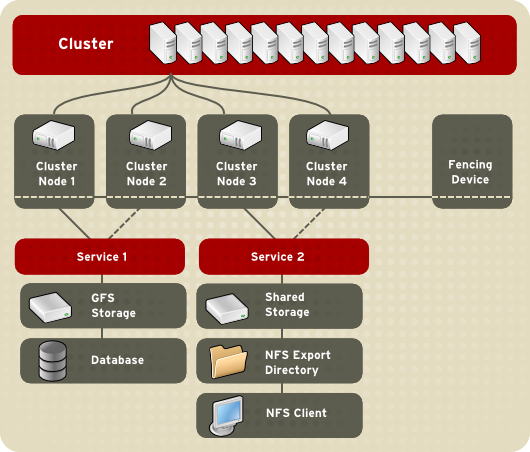 Cluster
Cluster
Node 1
Cluster
Node 2
Cluster
Node 3
Cluster
Node 4
Fencing
Device
Service 1
Service 2
GFS
Storage
Shared
Storage
Database
NFS Export
Directory
NFS Client